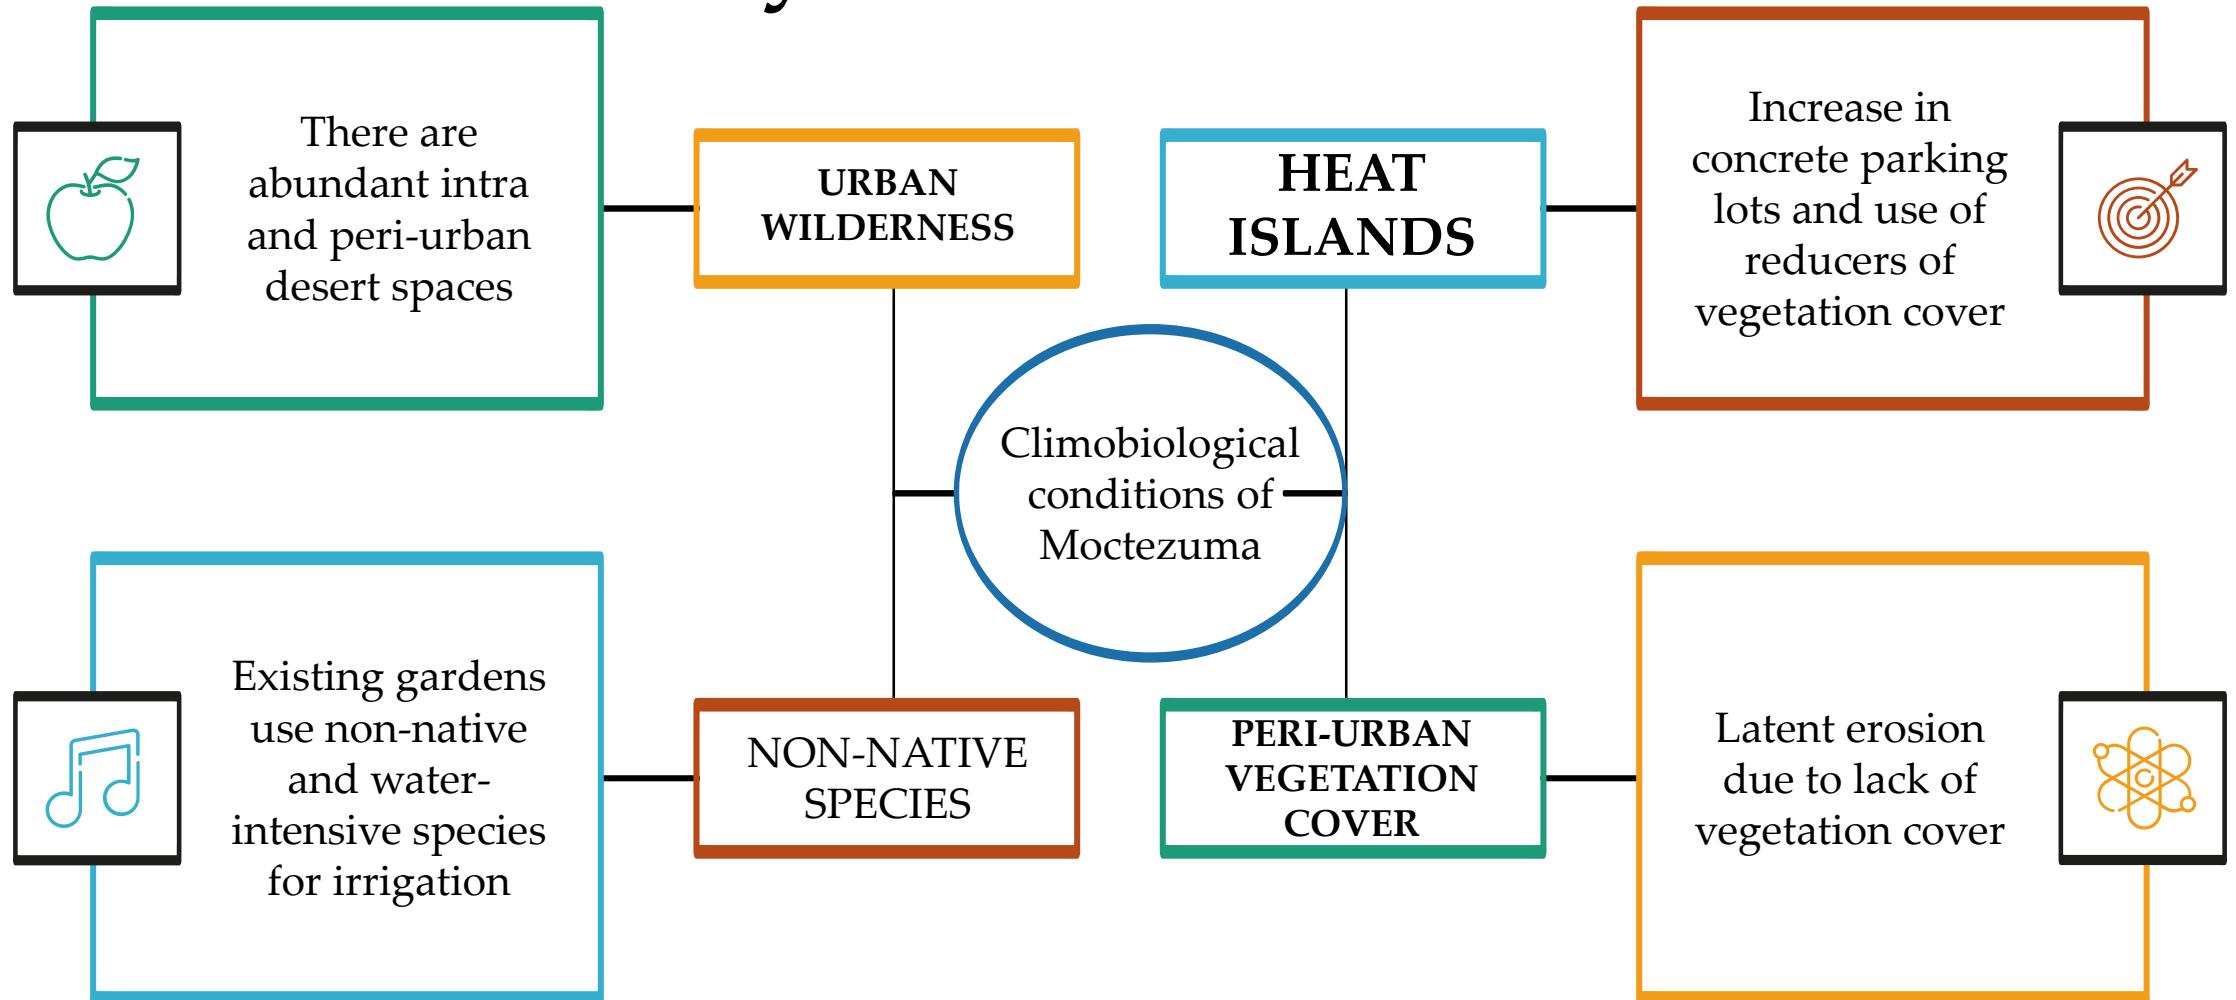 There are
abundant intra
and peri-urban
desert spaces
URBAN
WILDERNESS
HEAT
ISLANDS
Increase in
concrete parking
lots and use of
reducers of
vegetation cover
Climobiological
conditions of
Moctezuma
Existing gardens
use non-native
and water-
intensive species
for irrigation
NON-NATIVE
SPECIES
PERI-URBAN
VEGETATION
COVER
Latent erosion
due to lack of
vegetation cover